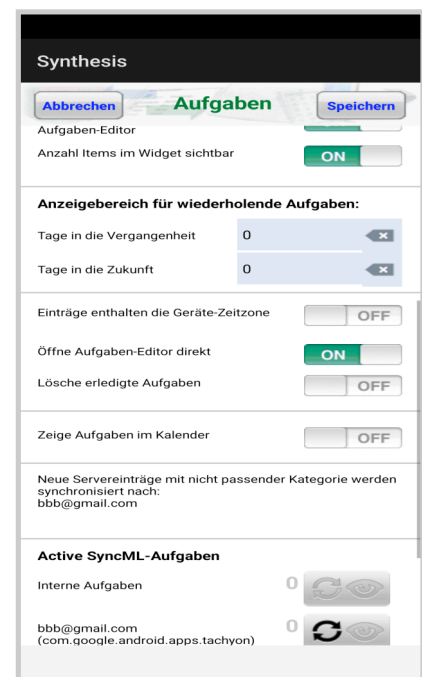 Synthesis
Abbrechen Aufgaben Speichern
Aufgaben-Editor
Anzahl Items im Widget sichtbar ON
Anzeigebereich für wiederholende Aufgaben:
Tage in die Vergangenheit 0
Tage in die Zukunft 0
Einträge enthalten die Geräte-Zeitzone OFF
Öffne Aufgaben-Editor direkt ON
Lösche erledigte Aufgaben OFF
Zeige Aufgaben im Kalender OFF
Neue Servereinträge mit nicht passender Kategorie werden
synchronisiert nach:
bbb@gmail.com
Active SyncML-Aufgaben
Interne Aufgaben 0
bbb@gmail.com 0
(com.google.android.apps.tachyon)